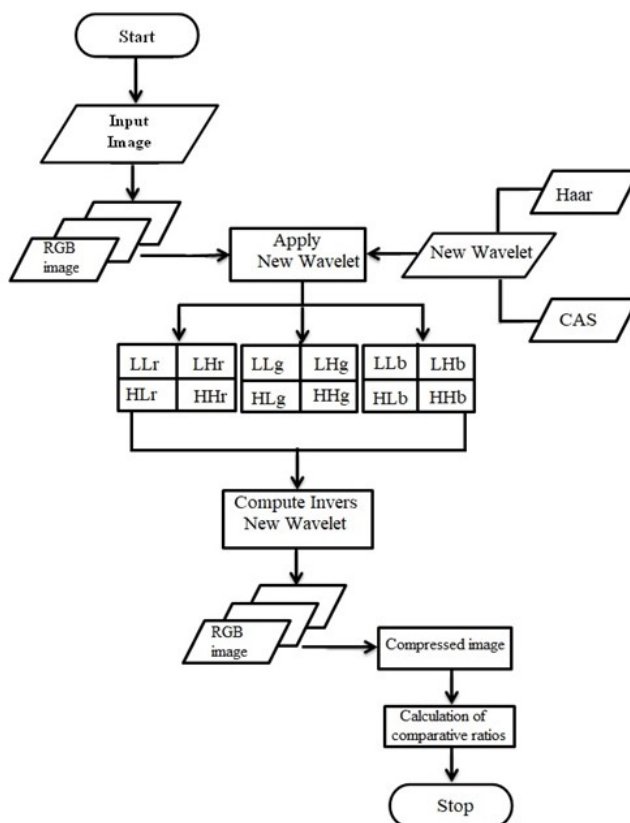 Start
Input
Image
RGB
image
Apply
New Wavelet
New Wavelet
Haar
CAS
LLr LHr
HLr HHr
LLg LHg
HLg HHg
LLb LHb
HLb HHb
Compute Invers
New Wavelet
RGB
image
Compressed image
Calculation of
comparative ratios
Stop